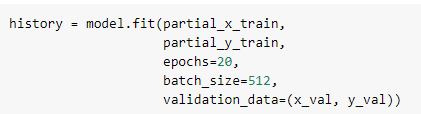 history = model.fit(partial_x_train,
                    partial_y_train,
                    epochs=20,
                    batch_size=512,
                    validation_data=(x_val, y_val))